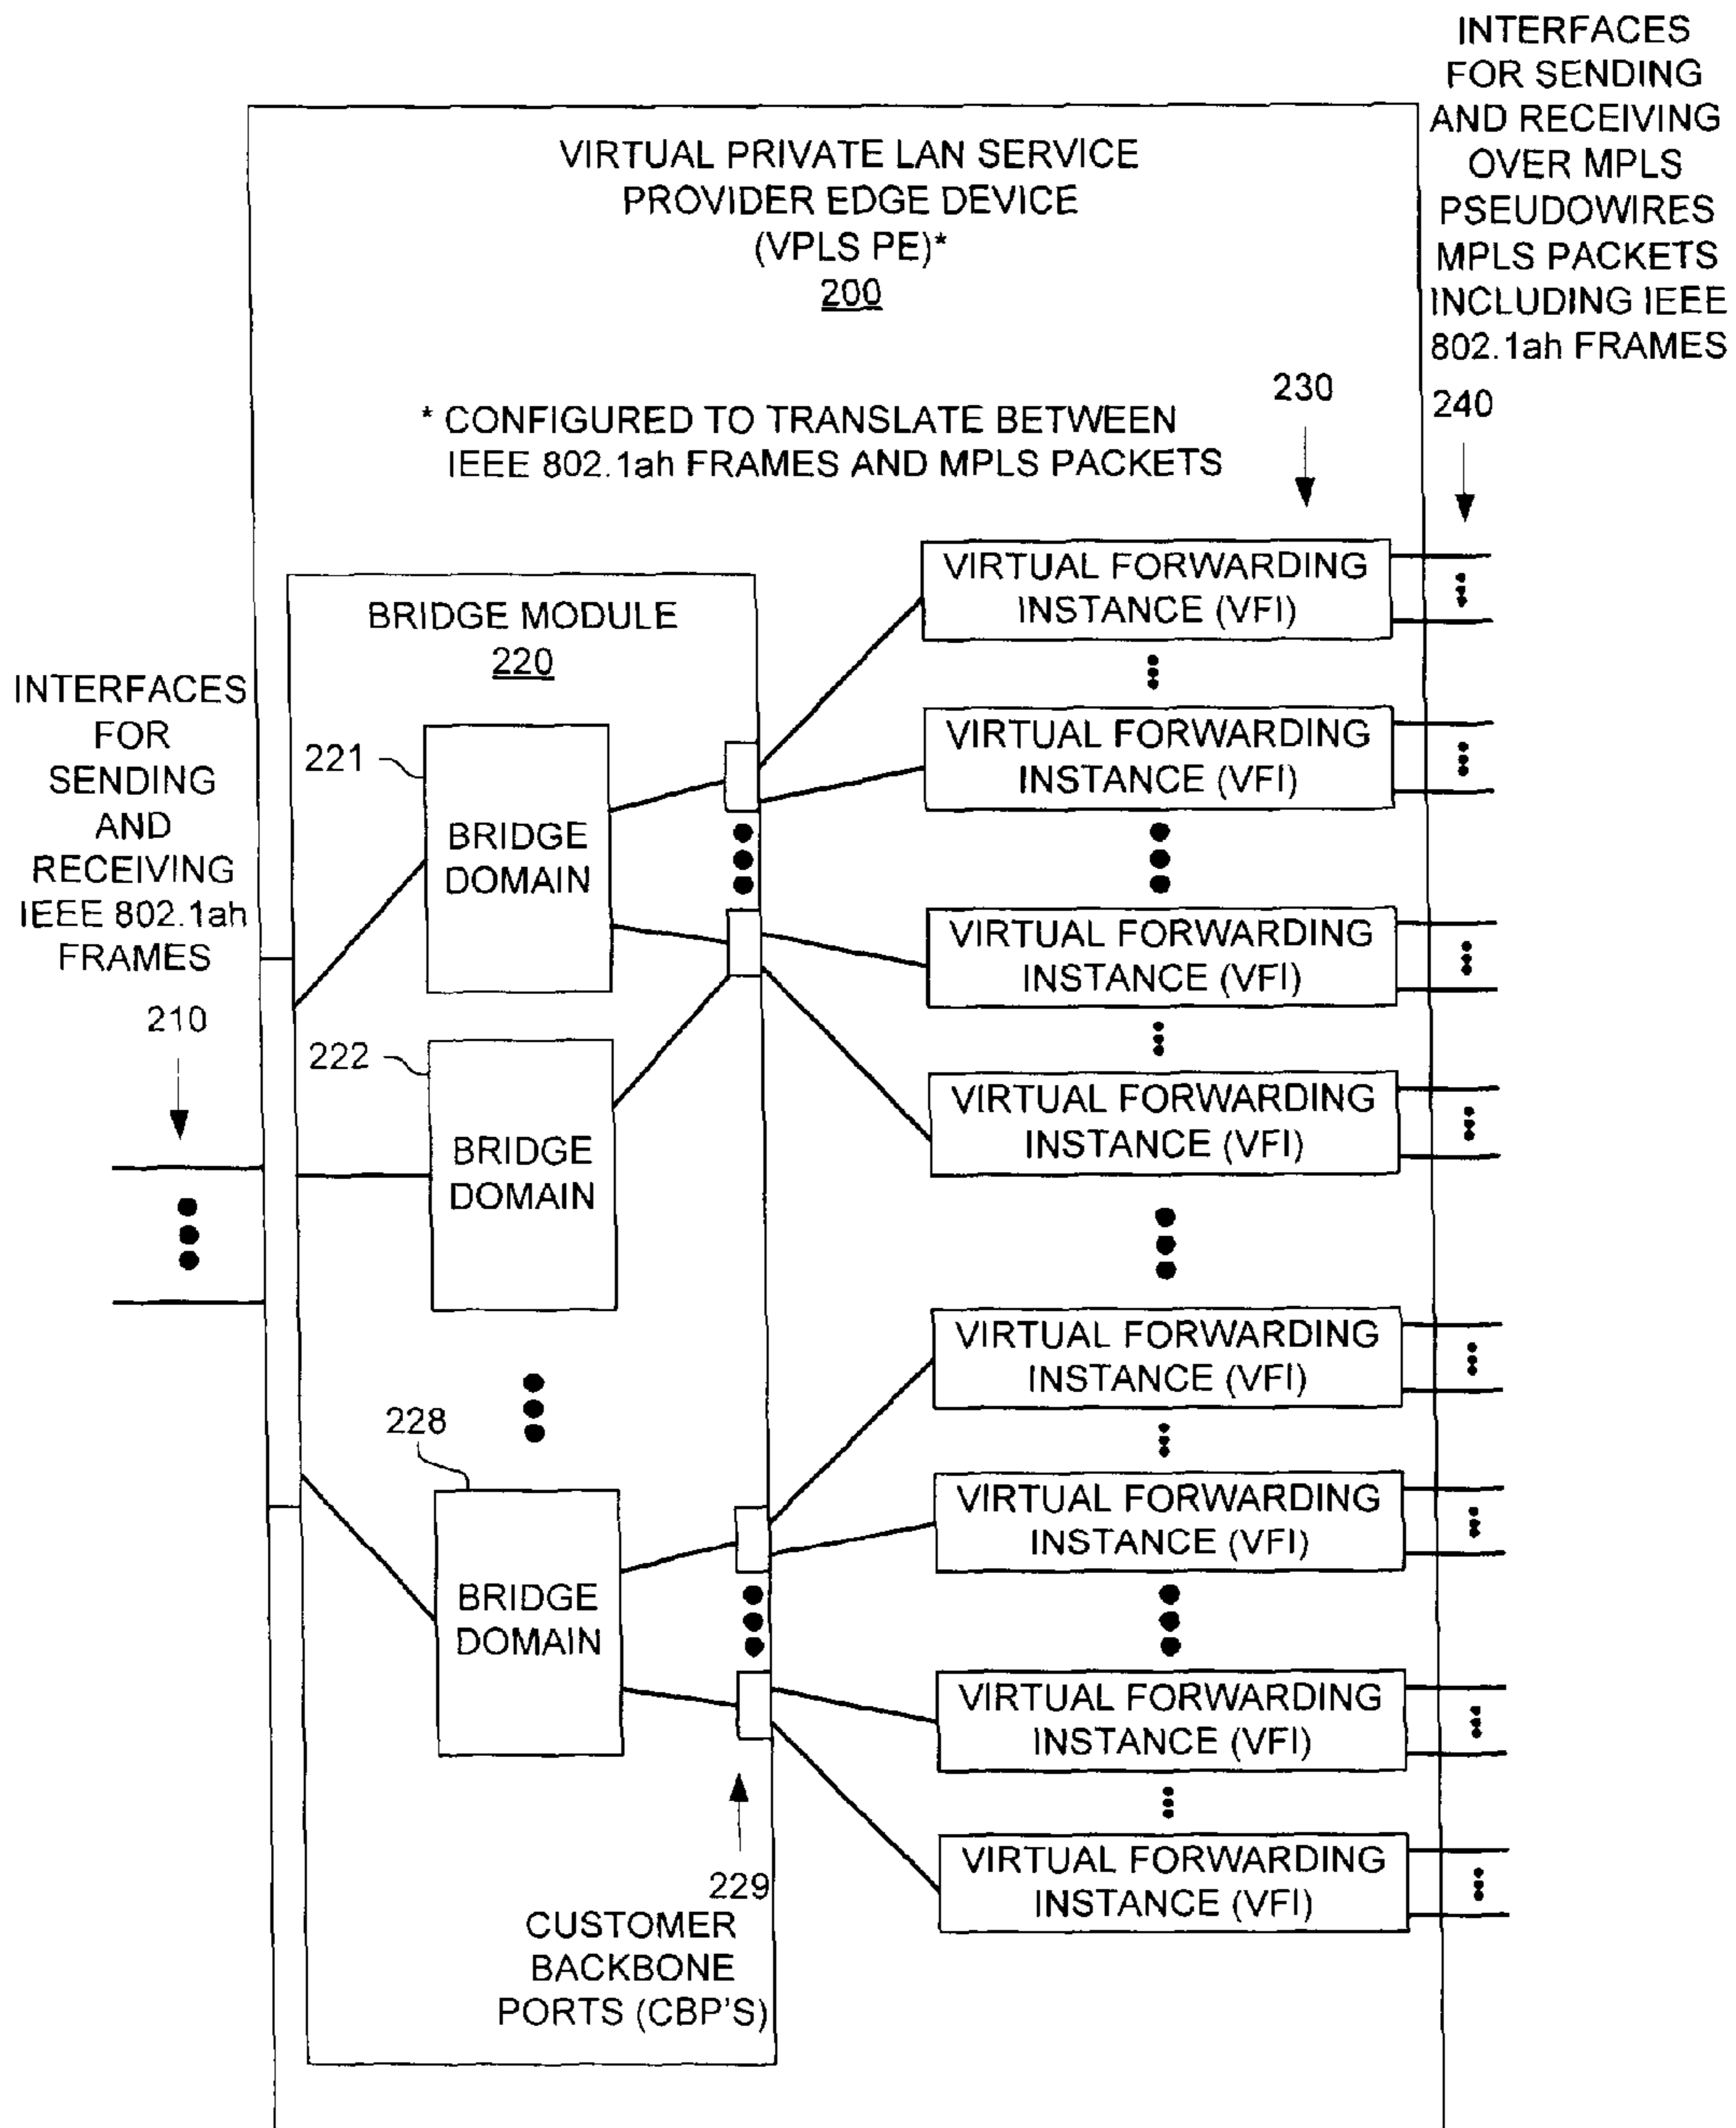 INTERFACES
FOR SENDING
AND RECEIVING
OVER MPLS
PSEUDOWIRES
MPLS PACKETS
INCLUDING IEEE
802.1ah FRAMES
240
VIRTUAL PRIVATE LAN SERVICE
PROVIDER EDGE DEVICE
(VPLS PE)*
200
230
* CONFIGURED TO TRANSLATE BETWEEN
IEEE 802.1ah FRAMES AND MPLS PACKETS
INTERFACES
FOR
SENDING
AND
RECEIVING
IEEE 802.1ah
FRAMES
210
BRIDGE MODULE
220
221
BRIDGE
DOMAIN
222
BRIDGE
DOMAIN
228
BRIDGE
DOMAIN
229
CUSTOMER
BACKBONE
PORTS (CBP'S)
VIRTUAL FORWARDING
INSTANCE (VFI)
VIRTUAL FORWARDING
INSTANCE (VFI)
VIRTUAL FORWARDING
INSTANCE (VFI)
VIRTUAL FORWARDING
INSTANCE (VFI)
VIRTUAL FORWARDING
INSTANCE (VFI)
VIRTUAL FORWARDING
INSTANCE (VFI)
VIRTUAL FORWARDING
INSTANCE (VFI)
VIRTUAL FORWARDING
INSTANCE (VFI)